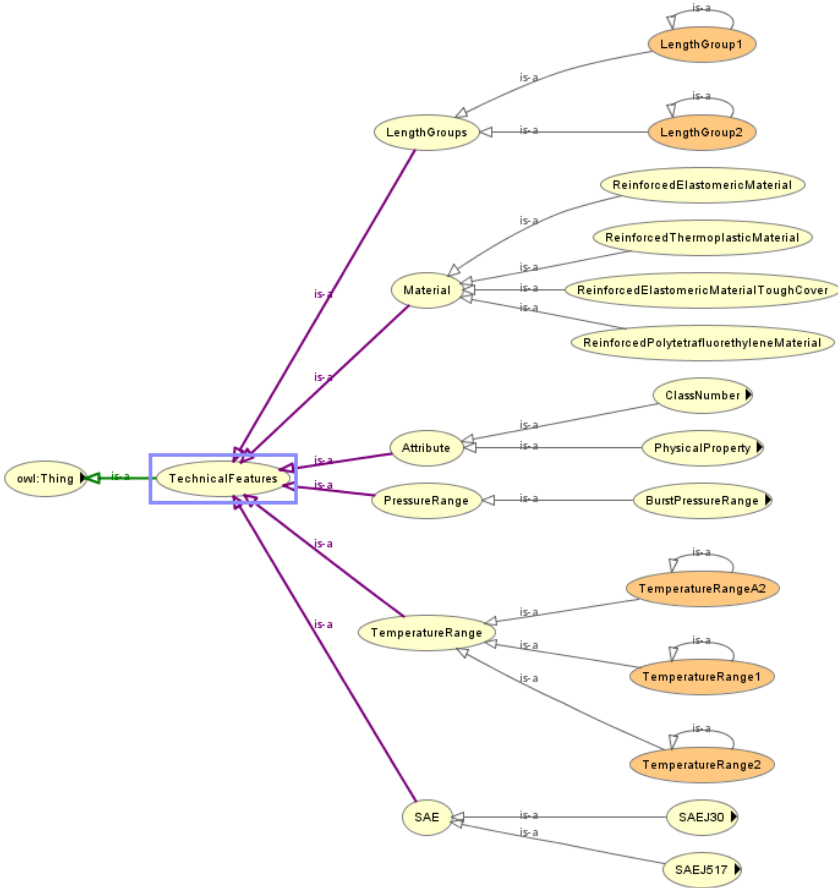 is-a
LengthGroup1
is-a
is-a
LengthGroups
is-a
LengthGroup2
ReinforcedElastomericMaterial
is-a
ReinforcedThermoplasticMaterial
is-a
is-a
Material
is-a
ReinforcedElastomericMaterialToughCover
is-a
ReinforcedPolytetrafluorethyleneMaterial
is-a
ClassNumber
is-a
Attribute
is-a
PhysicalProperty
is-a
owl:Thing
is-a
TechnicalFeatures
is-a
PressureRange
is-a
BurstPressureRange
is-a
is-a
TemperatureRangeA2
is-a
is-a
TemperatureRange
is-a
is-a
TemperatureRange1
is-a
is-a
TemperatureRange2
SAE
is-a
SAEJ30
is-a
SAEJ517